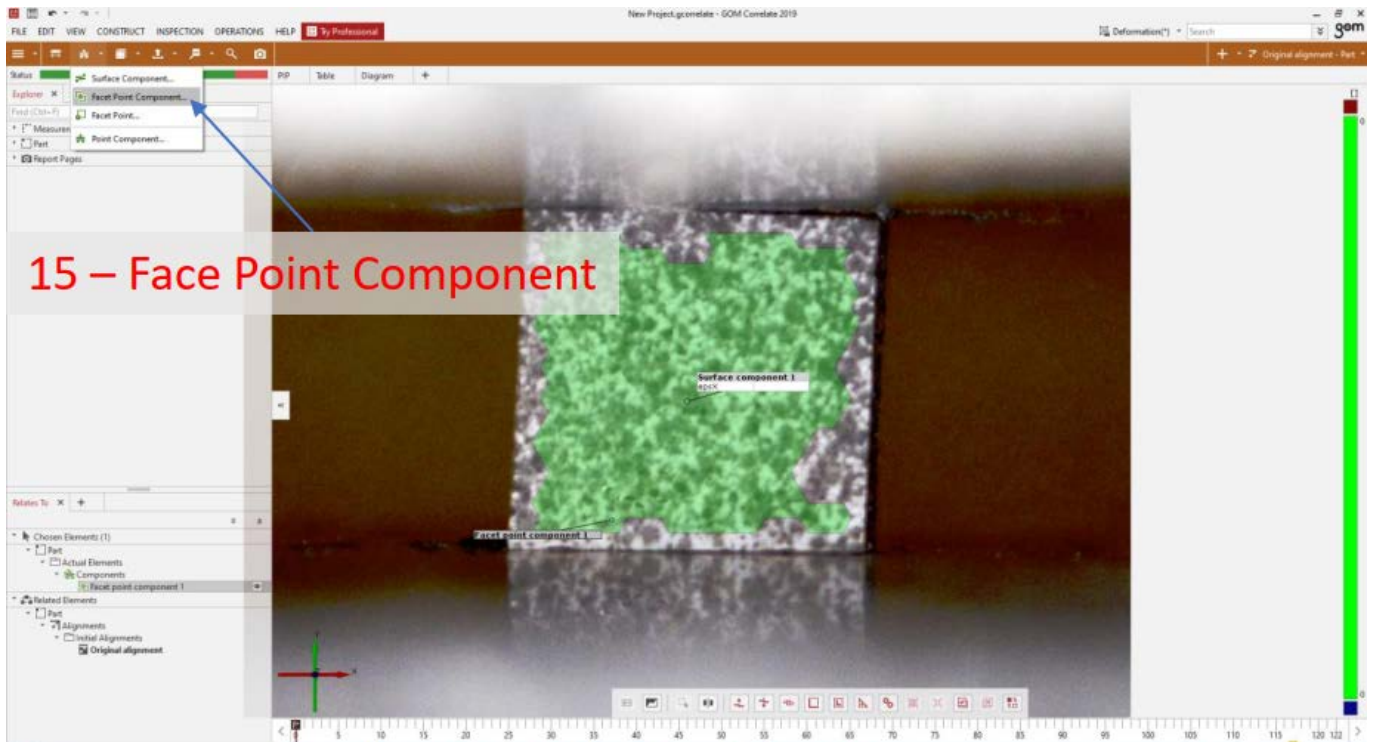 New Project.gcorrelate - GOM Correlate 2019
FILE EDIT VIEW CONSTRUCT INSPECTION OPERATIONS HELP Try Professional
Deformation(*) Search gom
Original alignment - Part
Status
PIP Table Diagram +
Surface Component...
Facet Point Component...
Facet Point...
Point Component...
Explorer
Find (Ctrl+F)
Part
Report Pages
0
15 – Face Point Component
Surface component 1
epsX
Facet point component 1
Relates To
Chosen Elements (1)
Part
Actual Elements
Components
Facet point component 1
Related Elements
Part
Alignments
Initial Alignments
Original alignment
Y
X
0
0 5 10 15 20 25 30 35 40 45 50 55 60 65 70 75 80 85 90 95 100 105 110 115 120 122